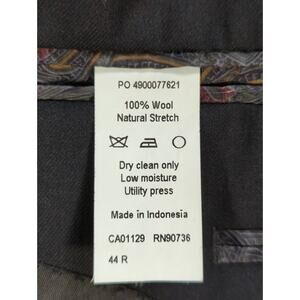 PO 4900077621
100% Wool
Natural Stretch
Dry clean only
Low moisture
Utility press
Made in Indonesia
CA01129 RN90736
44 R